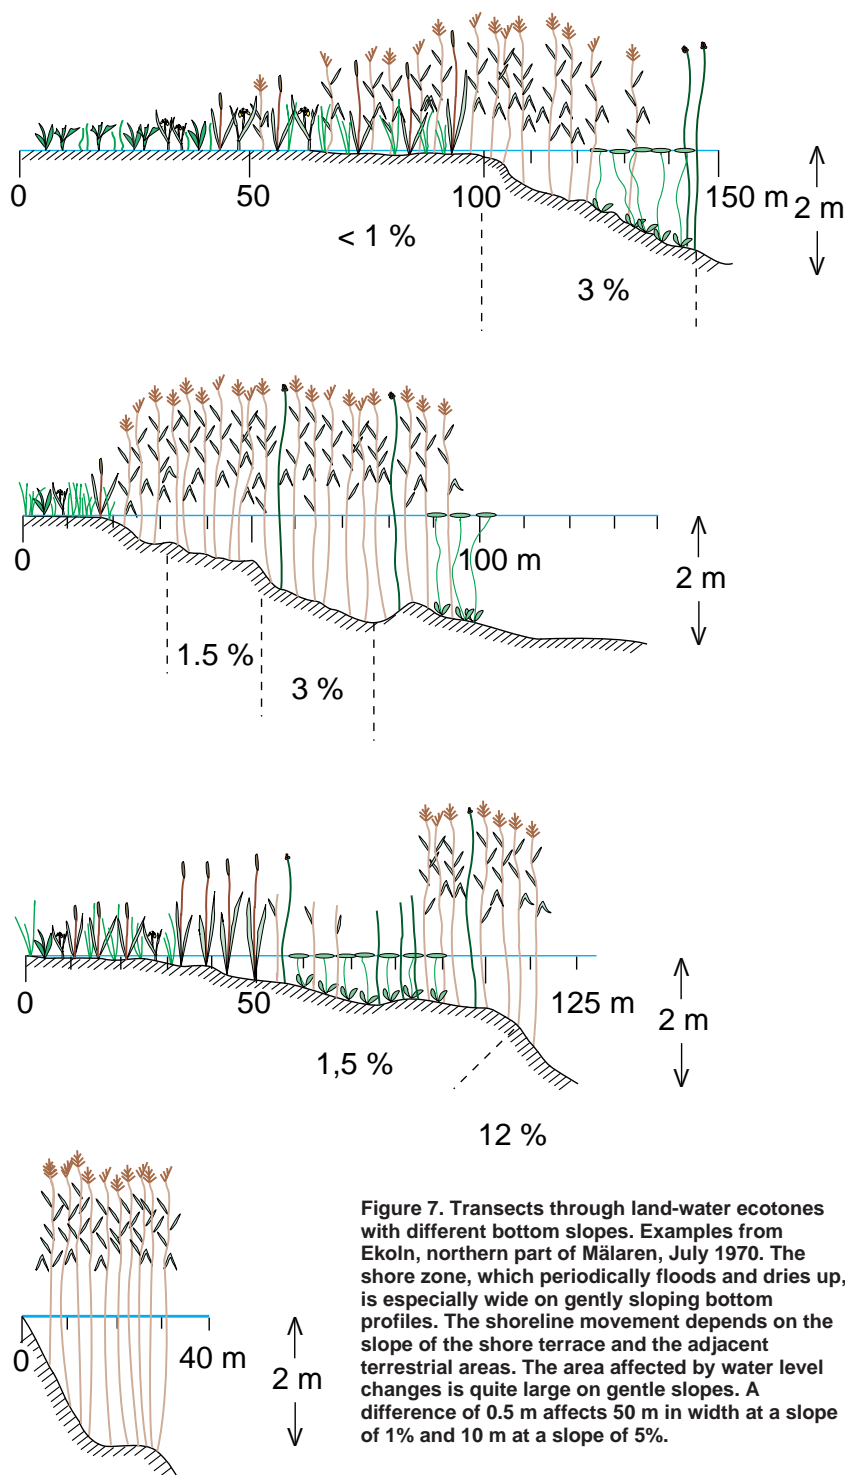 0 50 100 150 m 2 m
< 1 %
3 %
0 100 m 2 m
1.5 %
3 %
0 50 125 m 2 m
1,5 %
12 %
0 40 m 2 m
Figure 7. Transects through land-water ecotones
with different bottom slopes. Examples from
Ekoln, northern part of Mälaren, July 1970. The
shore zone, which periodically floods and dries up,
is especially wide on gently sloping bottom
profiles. The shoreline movement depends on the
slope of the shore terrace and the adjacent
terrestrial areas. The area affected by water level
changes is quite large on gentle slopes. A
difference of 0.5 m affects 50 m in width at a slope
of 1% and 10 m at a slope of 5%.